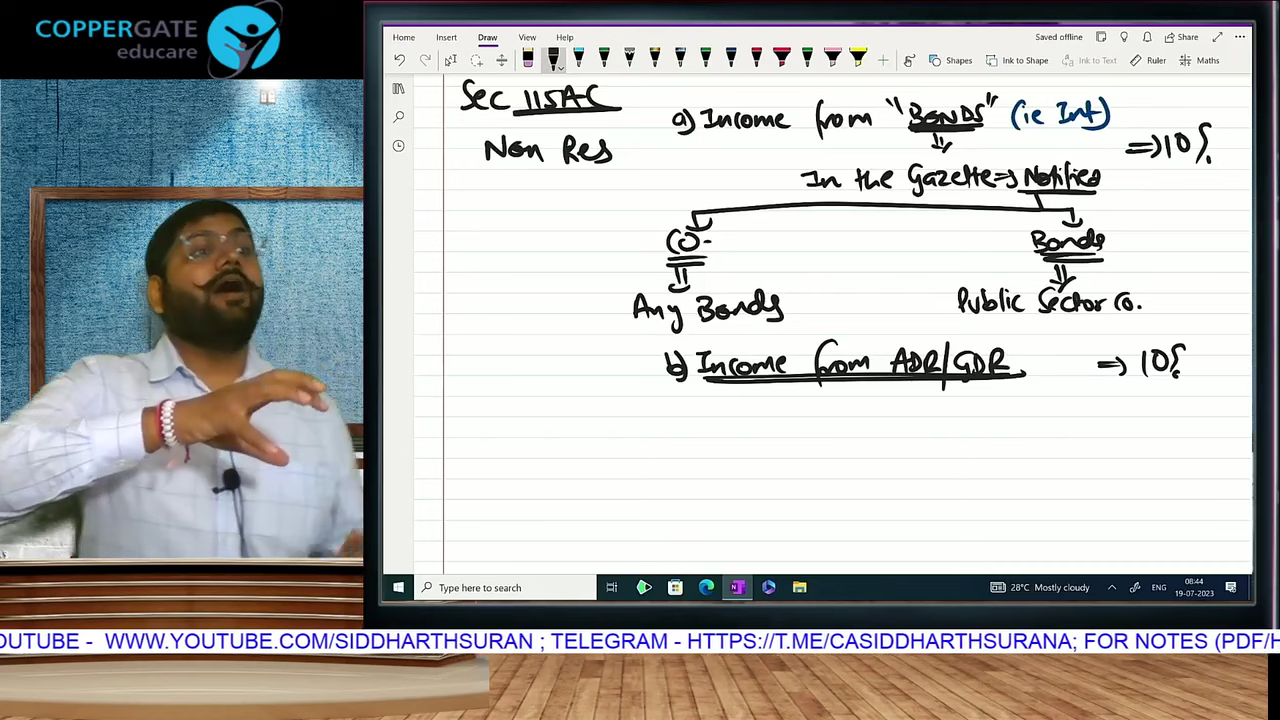 COPPERGATE
educare
Home Insert Draw View Help
Saved offline
Share
Shapes Ink to Shape Ink to Text Ruler Maths
Sec 115AC
Non Res
a) Income from "BONDS" (ie Int)
⇒ 10%
In the Gazette ⇒ Notified
CO.
Bonds
Any Bonds
Public Sector Co.
b) Income from ADR/GDR ⇒ 10%
Type here to search
28°C Mostly cloudy
ENG
08:44
19-07-2023
OUTUBE - WWW.YOUTUBE.COM/SIDDHARTHSURAN ; TELEGRAM - HTTPS://T.ME/CASIDDHARTHSURANA; FOR NOTES (PDF/H